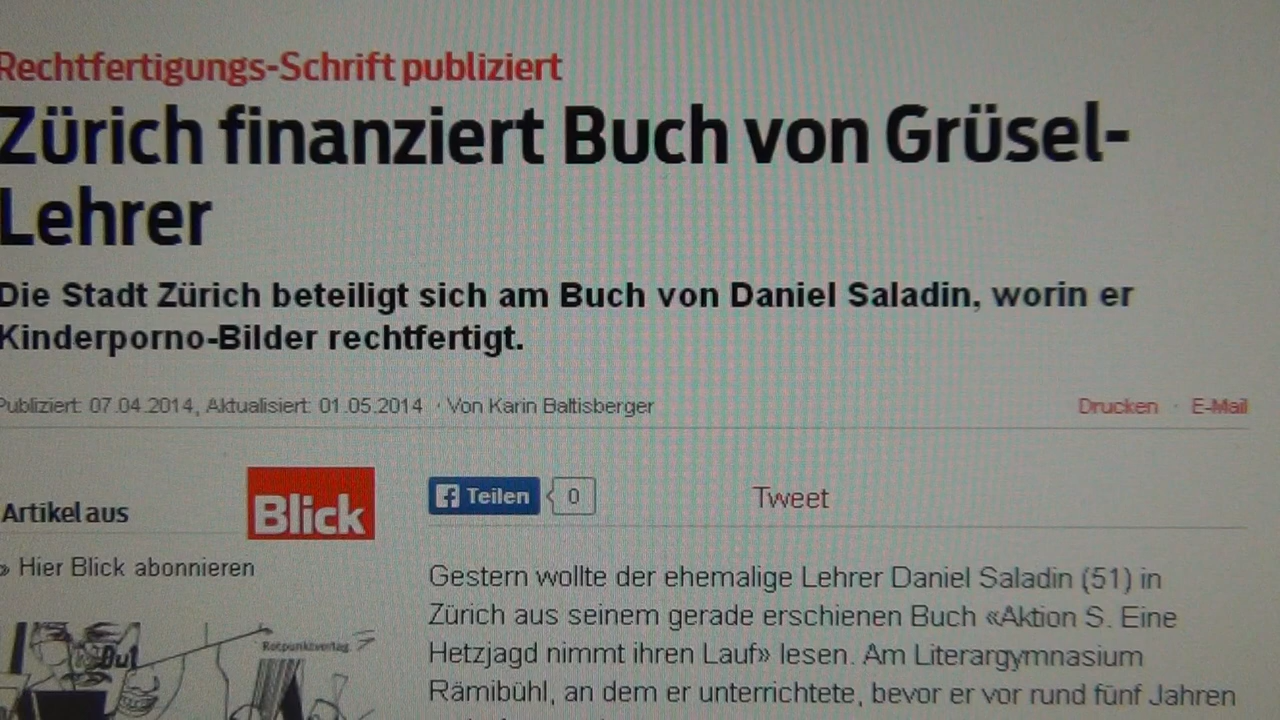 Rechtfertigungs-Schrift publiziert
Zürich finanziert Buch von Grüsel-
Lehrer
Die Stadt Zürich beteiligt sich am Buch von Daniel Saladin, worin er
Kinderporno-Bilder rechtfertigt.
Publiziert: 07.04.2014, Aktualisiert: 01.05.2014 · Von Karin Baltisberger
Drucken · E-Mail
Artikel aus
Blick
Teilen 0
Tweet
» Hier Blick abonnieren
Gestern wollte der ehemalige Lehrer Daniel Saladin (51) in
Zürich aus seinem gerade erschienen Buch «Aktion S. Eine
Hetzjagd nimmt ihren Lauf» lesen. Am Literargymnasium
Rämibühl, an dem er unterrichtete, bevor er vor rund fünf Jahren
Rotpunktverlag.